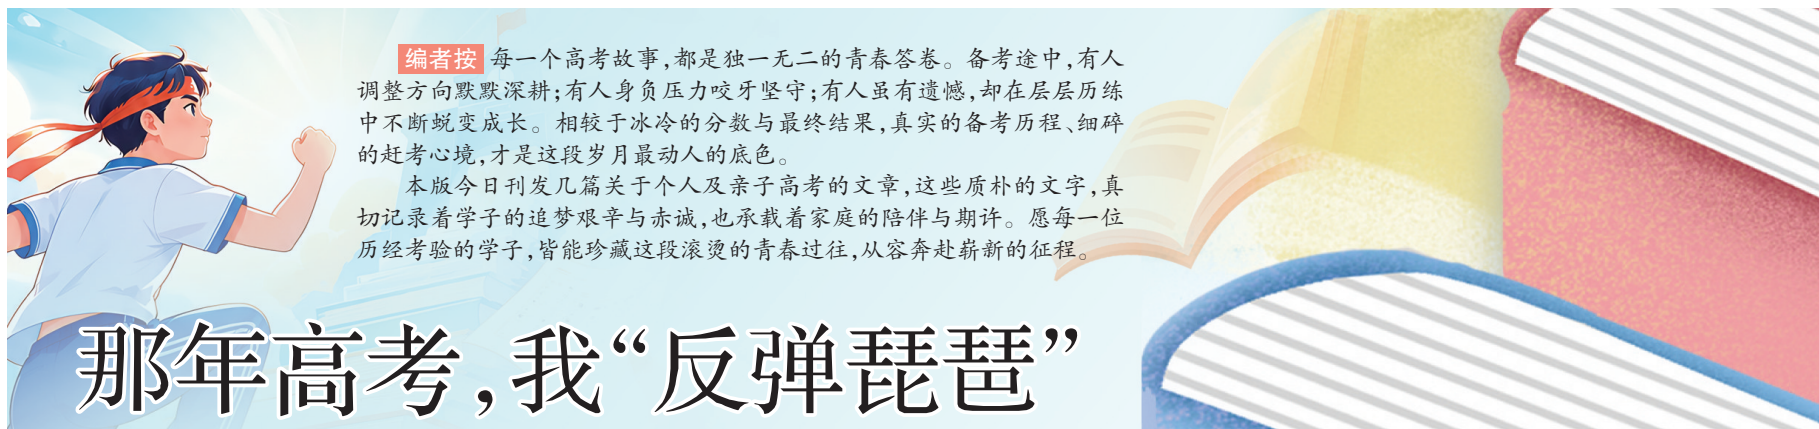 编者按 每一个高考故事,都是独一无二的青春答卷。备考途中,有人
调整方向默默深耕;有人身负压力咬牙坚守;有人虽有遗憾,却在层层历练
中不断蜕变成长。相较于冰冷的分数与最终结果,真实的备考历程、细碎
的赶考心境,才是这段岁月最动人的底色。
本版今日刊发几篇关于个人及亲子高考的文章,这些质朴的文字,真
切记录着学子的追梦艰辛与赤诚,也承载着家庭的陪伴与期许。愿每一位
历经考验的学子,皆能珍藏这段滚烫的青春过往,从容奔赴崭新的征程。
那年高考,我“反弹琵琶”